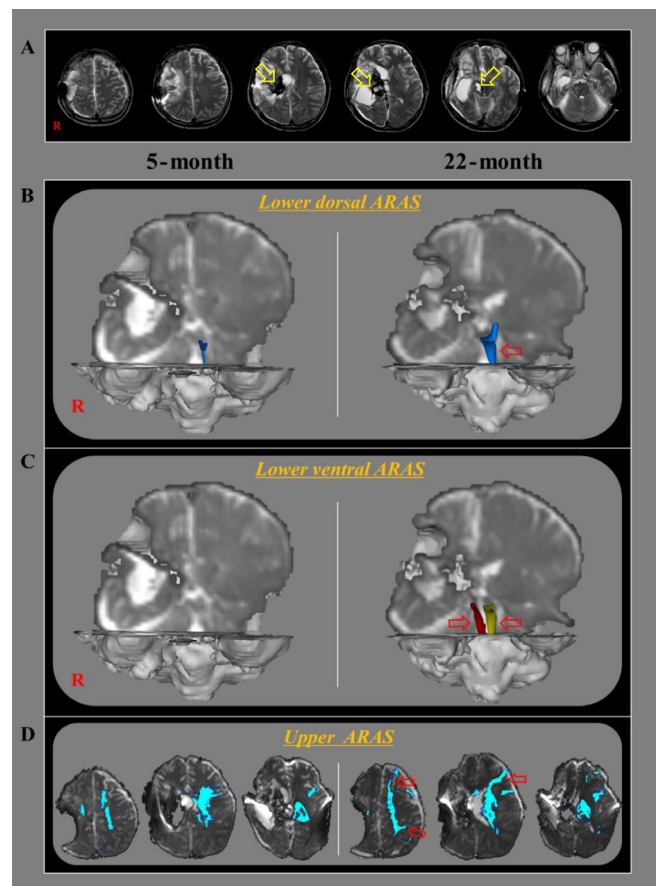 A
R
5-month 22-month
B
Lower dorsal ARAS
R
C
Lower ventral ARAS
R
D
Upper ARAS